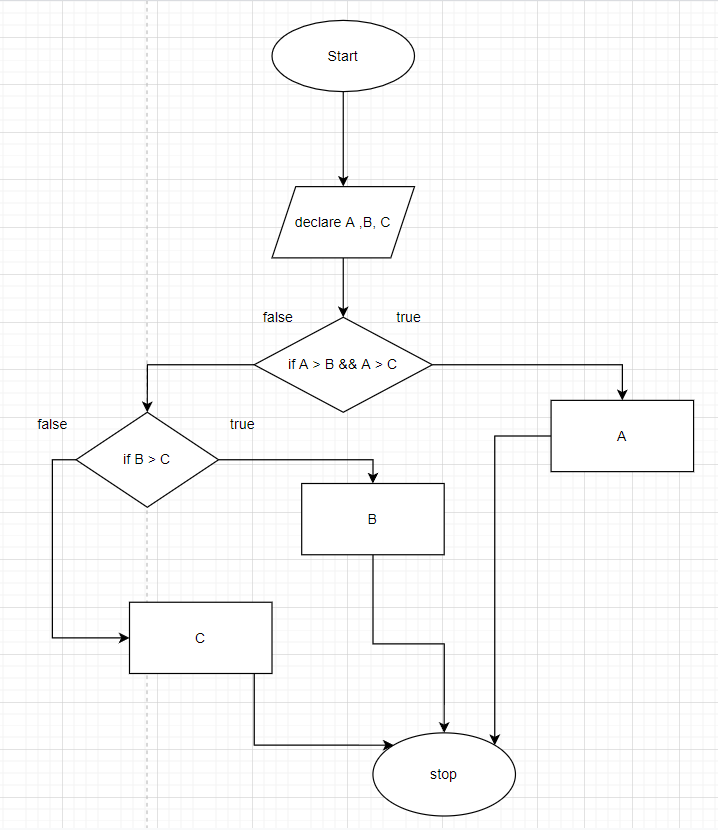 Start
declare A ,B, C
false
true
if A > B && A > C
false
true
A
if B > C
B
C
stop